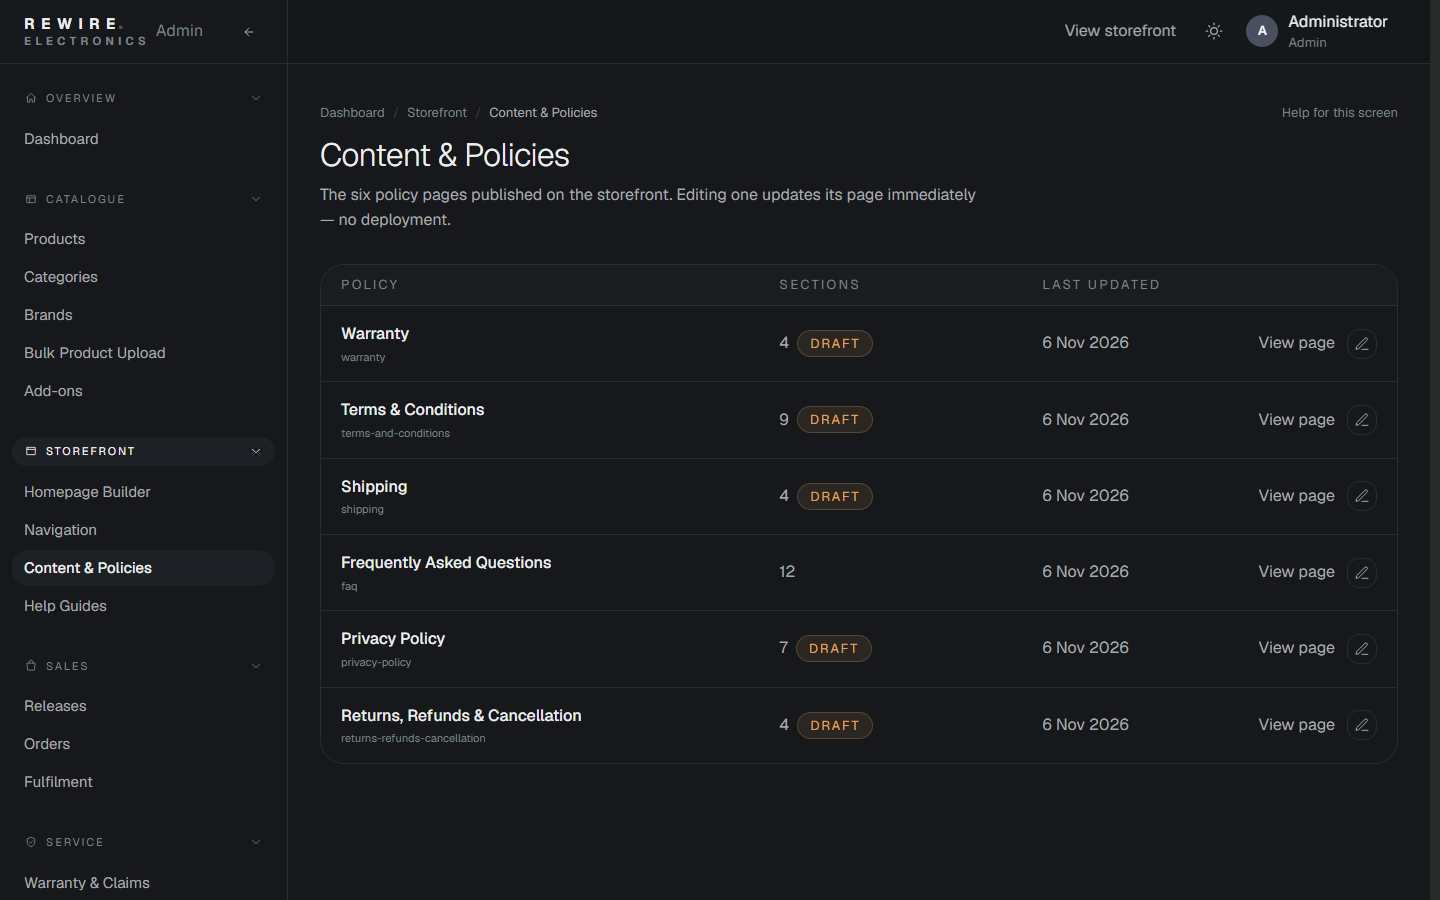 REWIRE.
ELECTRONICS
Admin
View storefront
A
Administrator
Admin
OVERVIEW
Dashboard
CATALOGUE
Products
Categories
Brands
Bulk Product Upload
Add-ons
STOREFRONT
Homepage Builder
Navigation
Content & Policies
Help Guides
SALES
Releases
Orders
Fulfilment
SERVICE
Warranty & Claims
Dashboard / Storefront / Content & Policies
Help for this screen
Content & Policies
The six policy pages published on the storefront. Editing one updates its page immediately
— no deployment.
POLICY SECTIONS LAST UPDATED
Warranty
warranty
4 DRAFT 6 Nov 2026 View page
Terms & Conditions
terms-and-conditions
9 DRAFT 6 Nov 2026 View page
Shipping
shipping
4 DRAFT 6 Nov 2026 View page
Frequently Asked Questions
faq
12 6 Nov 2026 View page
Privacy Policy
privacy-policy
7 DRAFT 6 Nov 2026 View page
Returns, Refunds & Cancellation
returns-refunds-cancellation
4 DRAFT 6 Nov 2026 View page